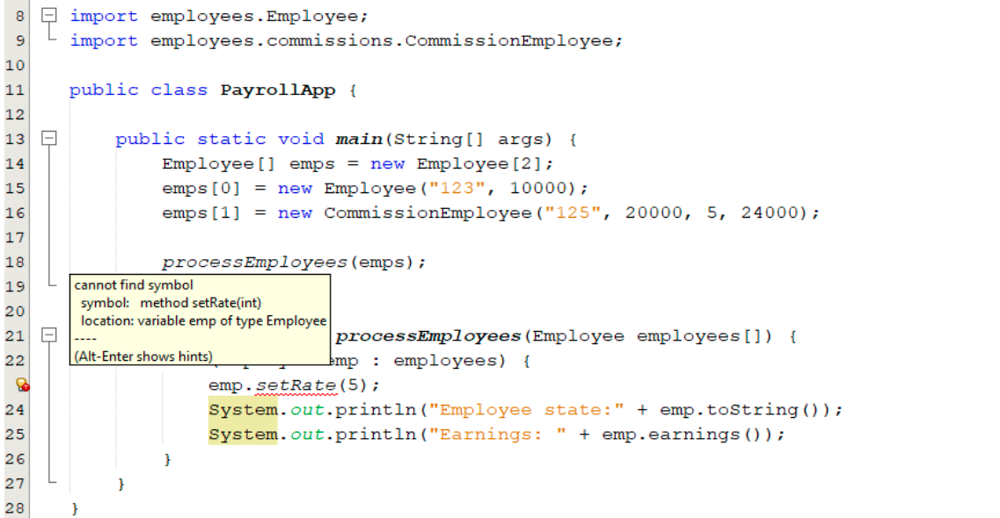 8 import employees.Employee;
9 import employees.commissions.CommissionEmployee;
10
11 public class PayrollApp {
12
13 public static void main(String[] args) {
14 Employee[] emps = new Employee[2];
15 emps[0] = new Employee("123", 10000);
16 emps[1] = new CommissionEmployee("125", 20000, 5, 24000);
17
18 processEmployees(emps);
19 cannot find symbol
symbol: method setRate(int)
20 location: variable emp of type Employee
21 ---- processEmployees(Employee employees[]) {
22 (Alt-Enter shows hints) emp : employees) {
emp.setRate(5);
24 System.out.println("Employee state:" + emp.toString());
25 System.out.println("Earnings: " + emp.earnings());
26 }
27 }
28 }